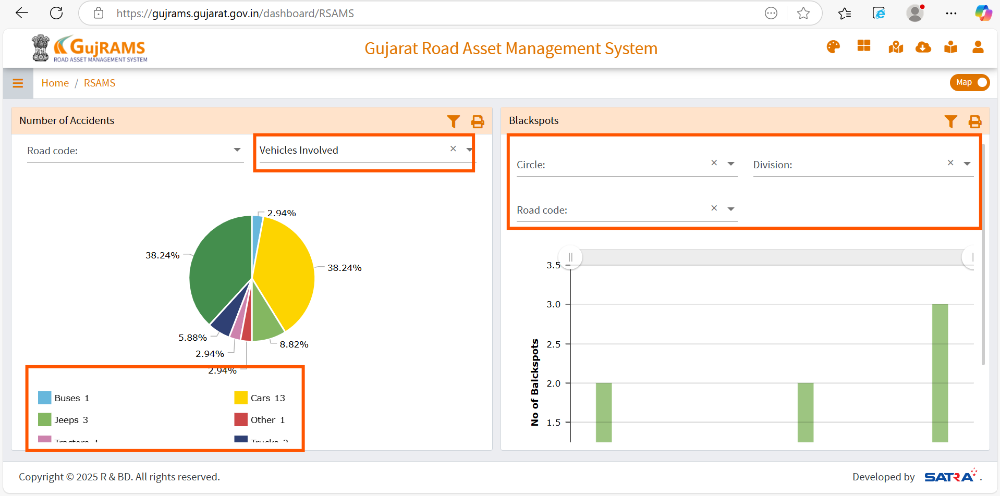 https://gujrams.gujarat.gov.in/dashboard/RSAMS
GUJRAMS
ROAD ASSET MANAGEMENT SYSTEM
Gujarat Road Asset Management System
Home / RSAMS
Map
Number of Accidents
Road code:
Vehicles Involved
2.94%
38.24%
38.24%
5.88%
8.82%
2.94%
2.94%
Buses 1
Cars 13
Jeeps 3
Other 1
Tractors 1
Trucks 2
Blackspots
Circle:
Division:
Road code:
3.5
3.0
2.5
2.0
1.5
No of Balckspots
Copyright © 2025 R & BD. All rights reserved.
Developed by SATRA .